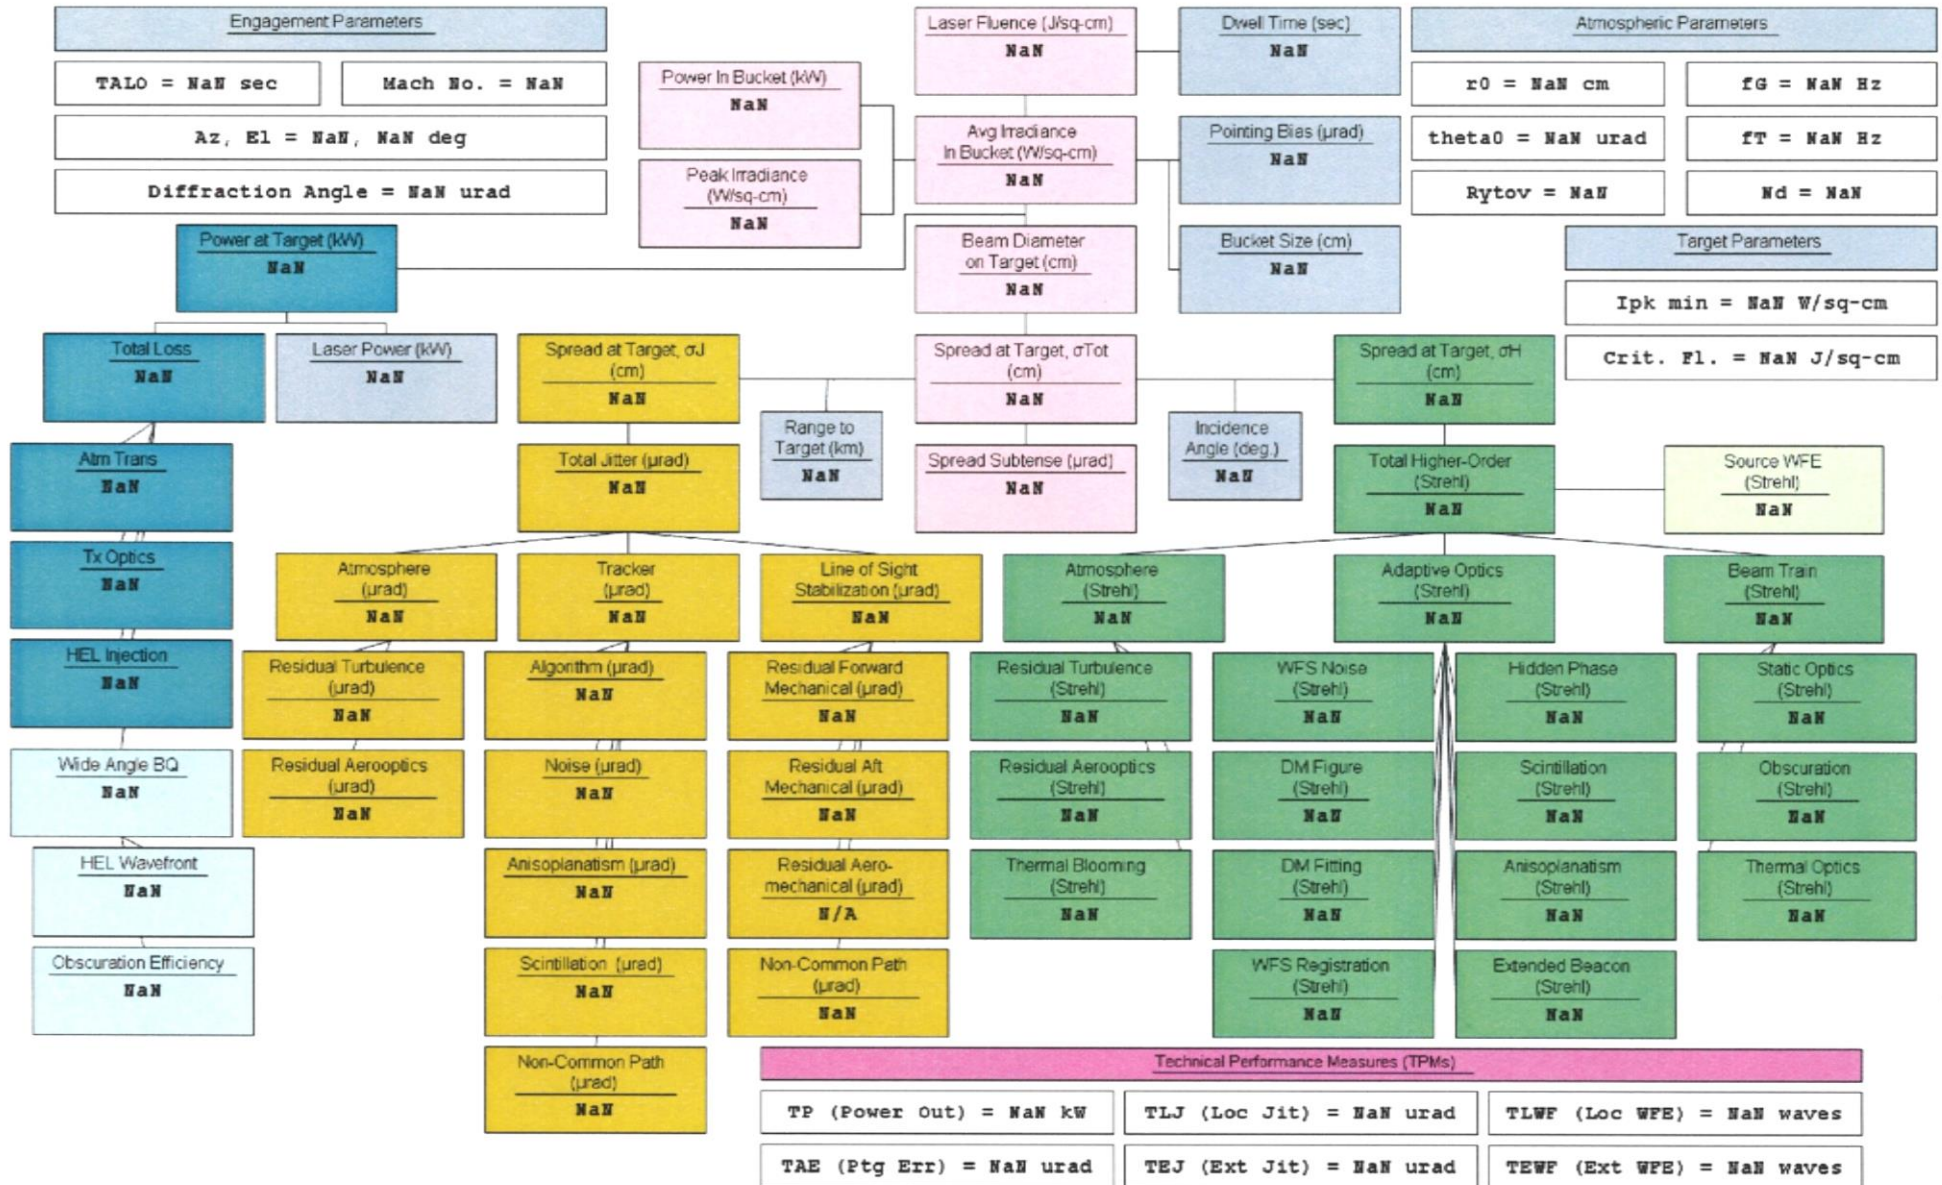 Engagement Parameters
TALO = NaN sec
Mach No. = NaN
Az, El = NaN, NaN deg
Diffraction Angle = NaN urad
Power In Bucket (kW)
NaN
Peak Irradiance
(W/sq-cm)
NaN
Laser Fluence (J/sq-cm)
NaN
Avg Irradiance
In Bucket (W/sq-cm)
NaN
Beam Diameter
on Target (cm)
NaN
Dwell Time (sec)
NaN
Pointing Bias (µrad)
NaN
Bucket Size (cm)
NaN
Atmospheric Parameters
r0 = NaN cm
fG = NaN Hz
theta0 = NaN urad
fT = NaN Hz
Rytov = NaN
Nd = NaN
Target Parameters
Ipk min = NaN W/sq-cm
Crit. Fl. = NaN J/sq-cm
Power at Target (kW)
NaN
Total Loss
NaN
Laser Power (kW)
NaN
Spread at Target, σJ
(cm)
NaN
Spread at Target, σTot
(cm)
NaN
Spread at Target, σH
(cm)
NaN
Range to
Target (km)
NaN
Incidence
Angle (deg.)
NaN
Atm Trans
NaN
Total Jitter (µrad)
NaN
Spread Subtense (µrad)
NaN
Total Higher-Order
(Strehl)
NaN
Source WFE
(Strehl)
NaN
Tx Optics
NaN
HEL Injection
NaN
Wide Angle BQ
NaN
HEL Wavefront
NaN
Obscuration Efficiency
NaN
Atmosphere
(µrad)
NaN
Residual Turbulence
(µrad)
NaN
Residual Aerooptics
(µrad)
NaN
Tracker
(µrad)
NaN
Algorithm (µrad)
NaN
Noise (µrad)
NaN
Anisoplanatism (µrad)
NaN
Scintillation (µrad)
NaN
Non-Common Path
(µrad)
NaN
Line of Sight
Stabilization (µrad)
NaN
Residual Forward
Mechanical (µrad)
NaN
Residual Aft
Mechanical (µrad)
NaN
Residual Aero-
mechanical (µrad)
N/A
Non-Common Path
(µrad)
NaN
Atmosphere
(Strehl)
NaN
Residual Turbulence
(Strehl)
NaN
Residual Aerooptics
(Strehl)
NaN
Thermal Blooming
(Strehl)
NaN
Adaptive Optics
(Strehl)
NaN
WFS Noise
(Strehl)
NaN
DM Figure
(Strehl)
NaN
DM Fitting
(Strehl)
NaN
WFS Registration
(Strehl)
NaN
Hidden Phase
(Strehl)
NaN
Scintillation
(Strehl)
NaN
Anisoplanatism
(Strehl)
NaN
Extended Beacon
(Strehl)
NaN
Beam Train
(Strehl)
NaN
Static Optics
(Strehl)
NaN
Obscuration
(Strehl)
NaN
Thermal Optics
(Strehl)
NaN
Technical Performance Measures (TPMs)
TP (Power Out) = NaN kW
TLJ (Loc Jit) = NaN urad
TLWF (Loc WFE) = NaN waves
TAE (Ptg Err) = NaN urad
TEJ (Ext Jit) = NaN urad
TEWF (Ext WFE) = NaN waves